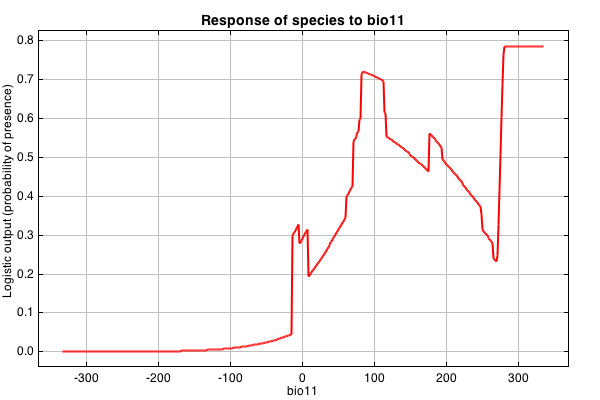 Response of species to bio11
Logistic output (probability of presence)
0.8
0.7
0.6
0.5
0.4
0.3
0.2
0.1
0.0
-300 -200 -100 0 100 200 300
bio11